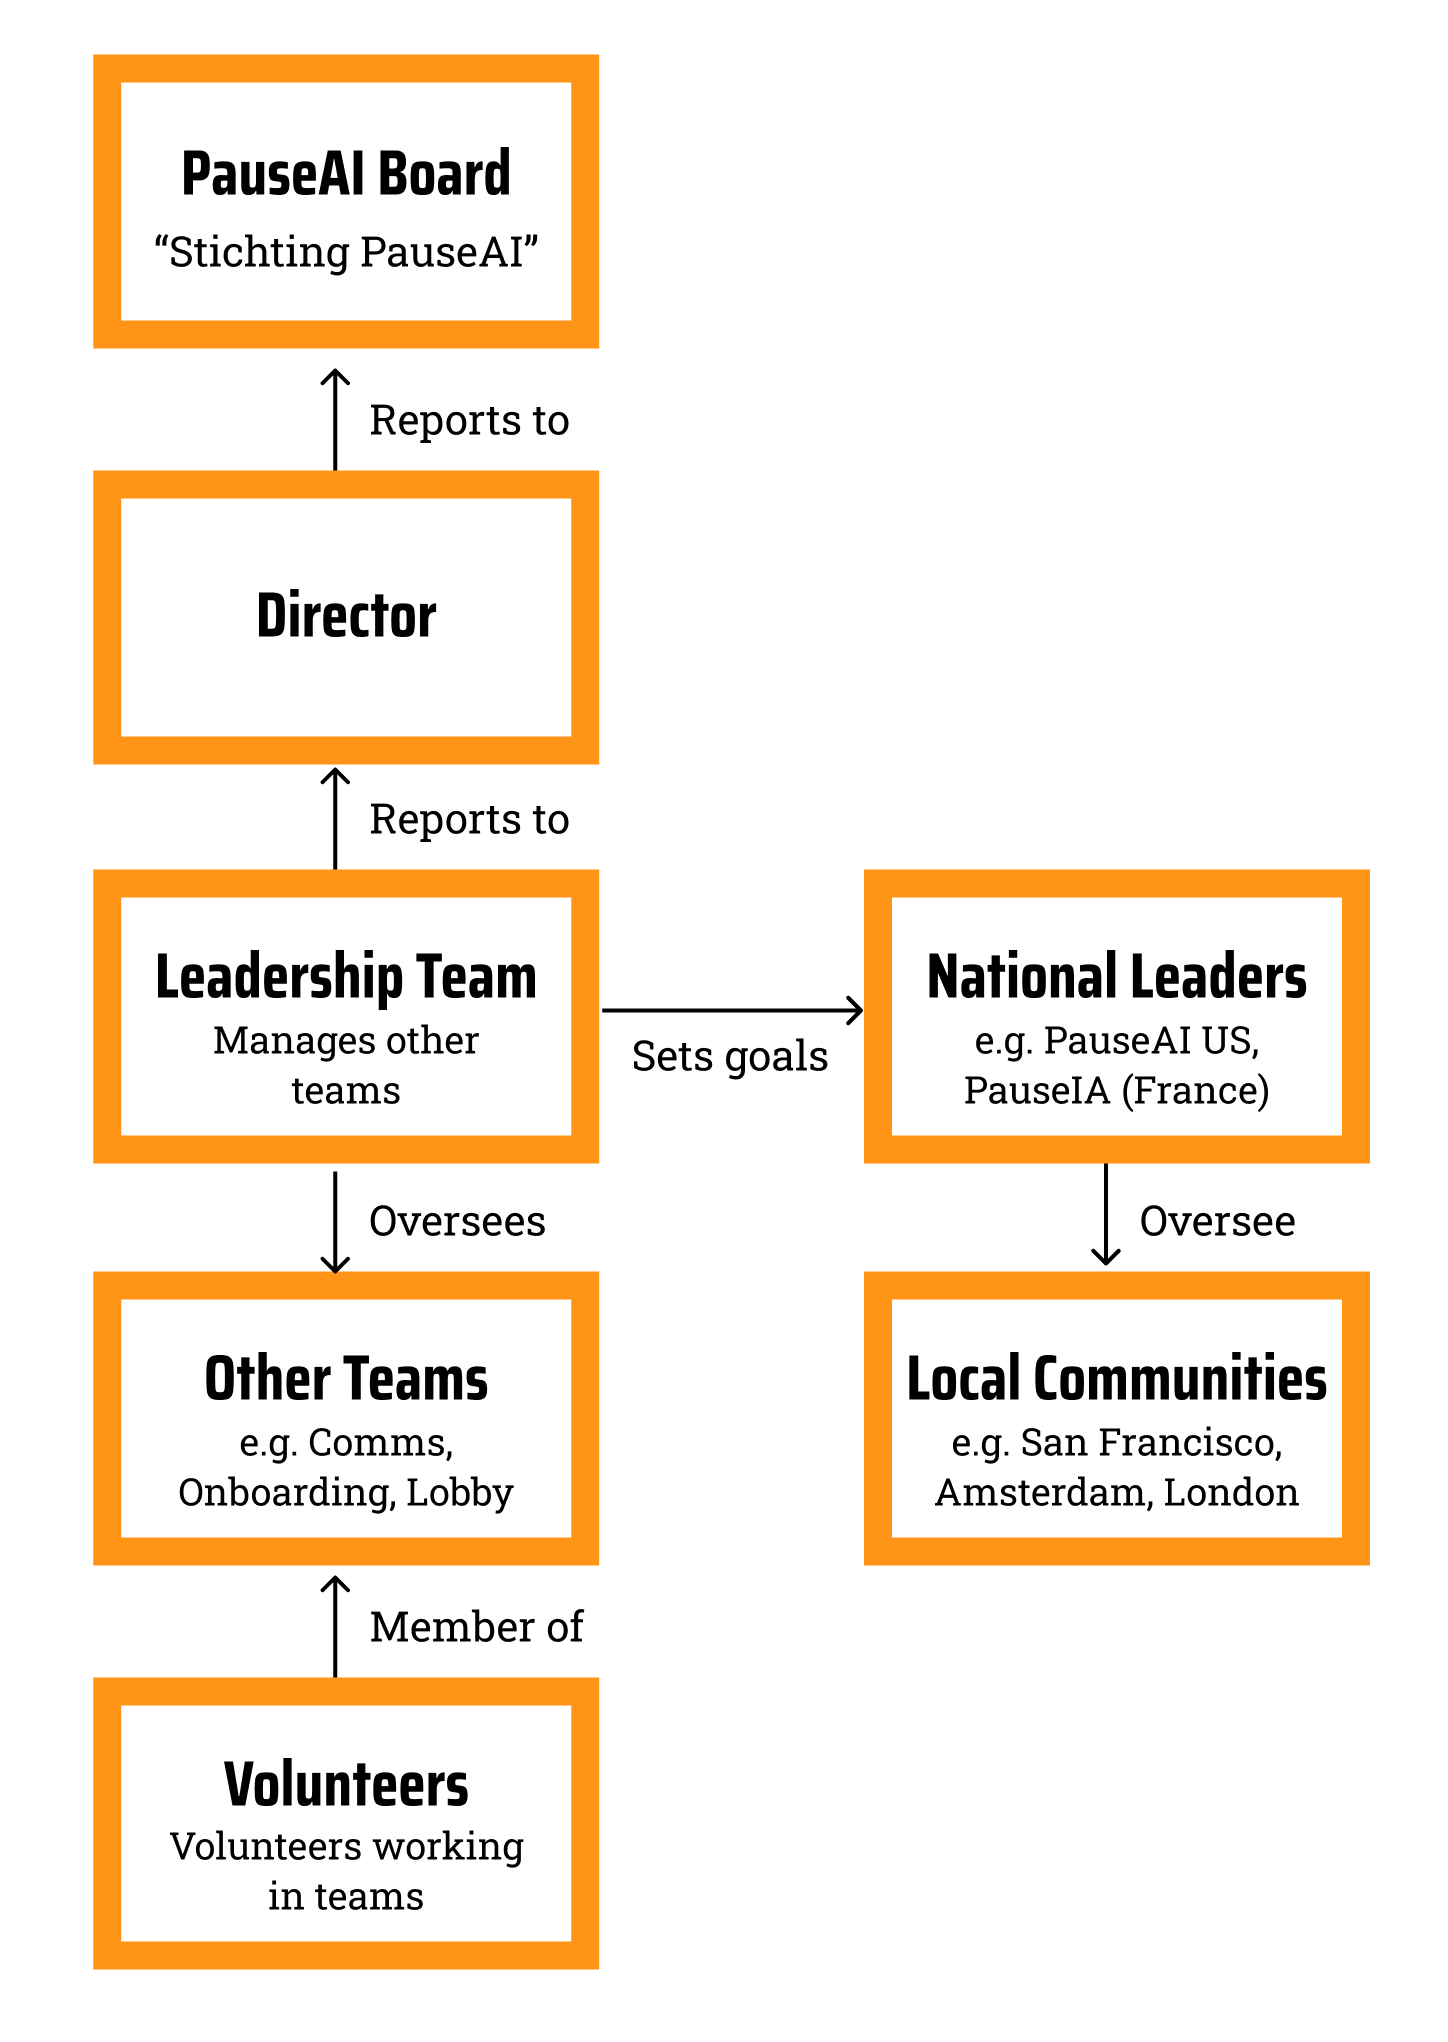 PauseAI Board
“Stichting PauseAI”
Reports to
Director
Reports to
Leadership Team
Manages other
teams
Sets goals
National Leaders
e.g. PauseAI US,
PauseIA (France)
Oversees
Oversee
Other Teams
e.g. Comms,
Onboarding, Lobby
Local Communities
e.g. San Francisco,
Amsterdam, London
Member of
Volunteers
Volunteers working
in teams